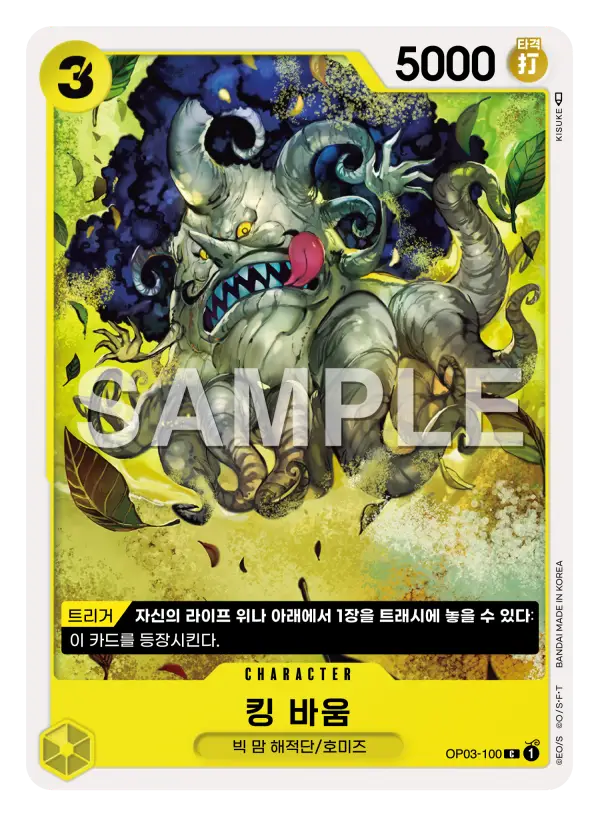 3
5000
타격
打
KISUKE
SAMPLE
트리거 자신의 라이프 위나 아래에서 1장을 트래시에 놓을 수 있다:
이 카드를 등장시킨다.
CHARACTER
킹 바움
빅 맘 해적단/호미즈
OP03-100 C 1
©EO/S ©O/S·F·T BANDAI MADE IN KOREA